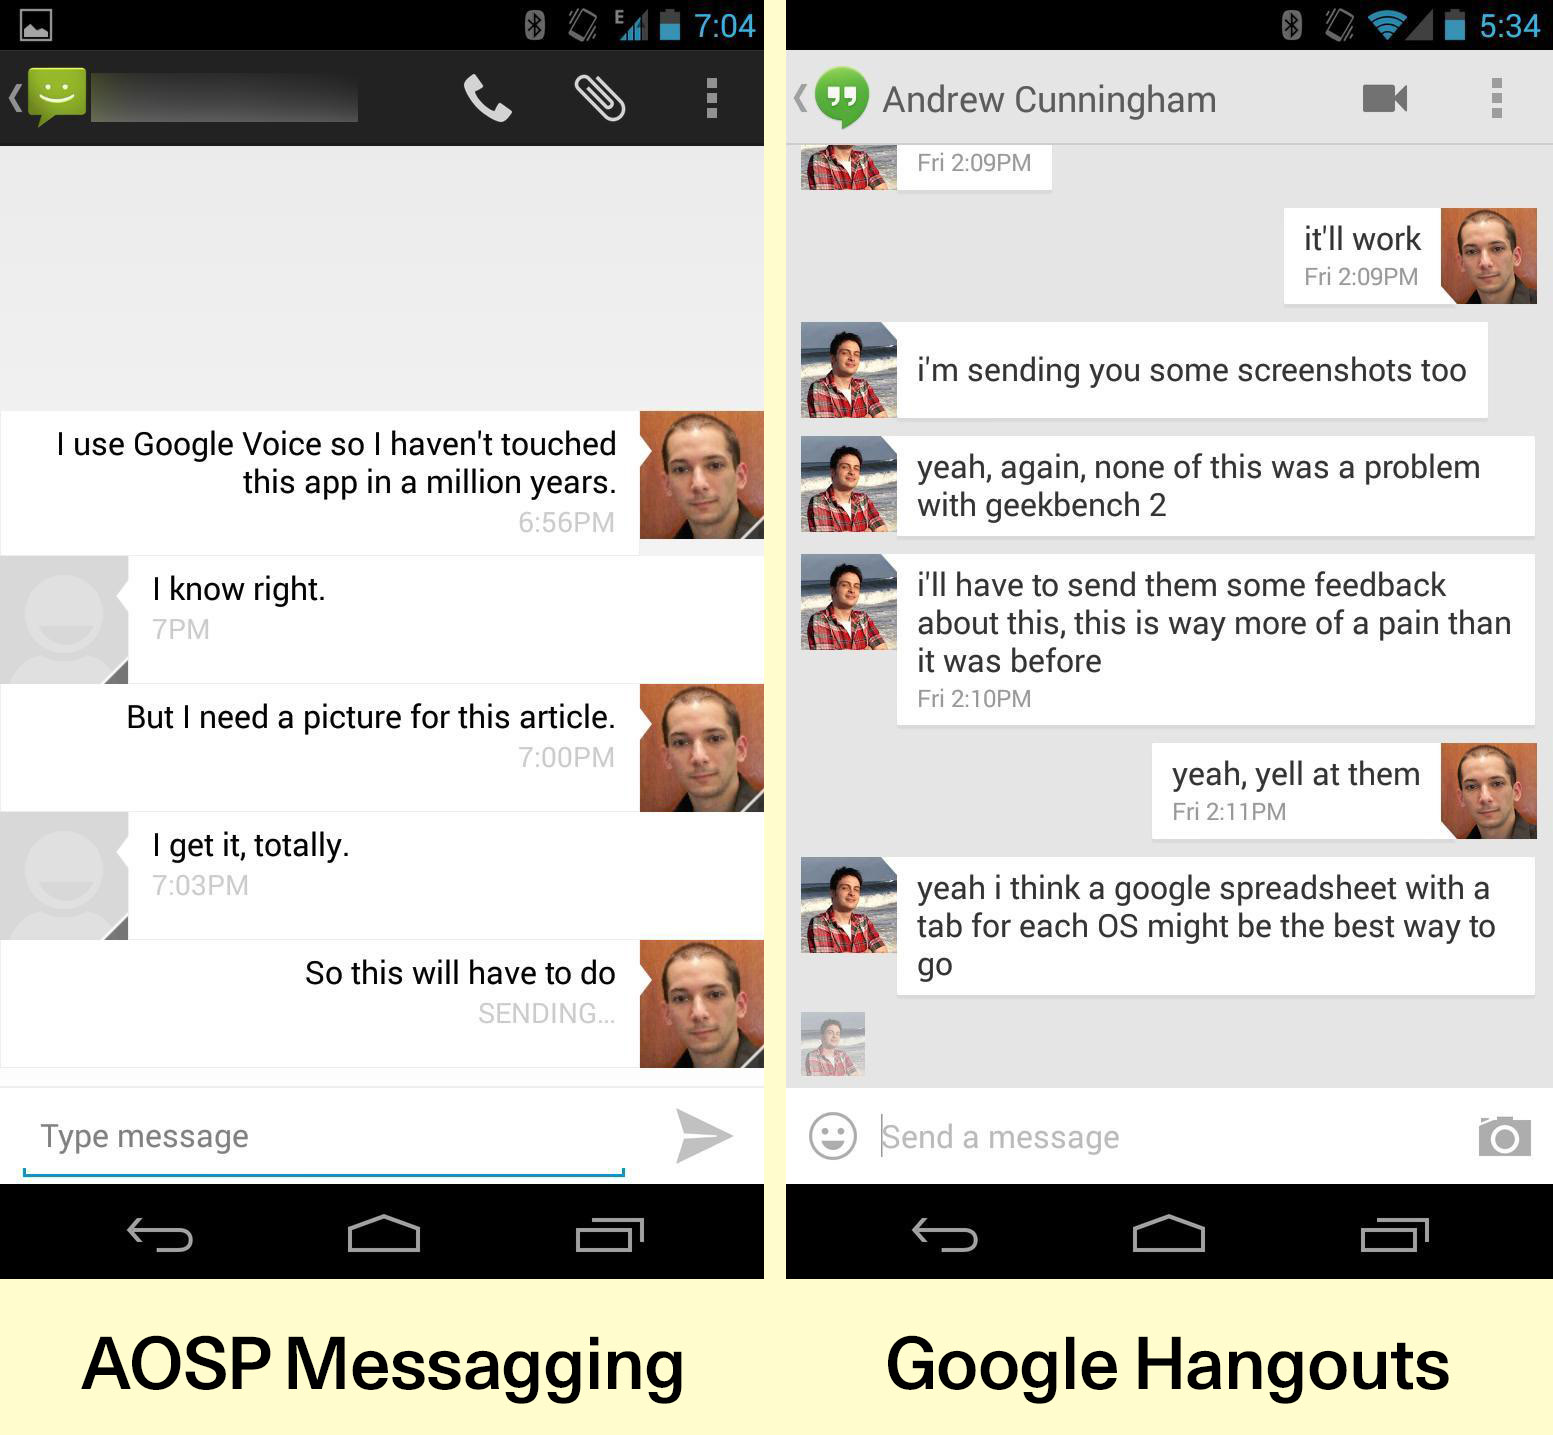 E
7:04
I use Google Voice so I haven't touched
this app in a million years.
6:56PM
I know right.
7PM
But I need a picture for this article.
7:00PM
I get it, totally.
7:03PM
So this will have to do
SENDING...
Type message
AOSP Messagging
5:34
Andrew Cunningham
Fri 2:09PM
it'll work
Fri 2:09PM
i'm sending you some screenshots too
yeah, again, none of this was a problem
with geekbench 2
i'll have to send them some feedback
about this, this is way more of a pain than
it was before
Fri 2:10PM
yeah, yell at them
Fri 2:11PM
yeah i think a google spreadsheet with a
tab for each OS might be the best way to
go
Send a message
Google Hangouts